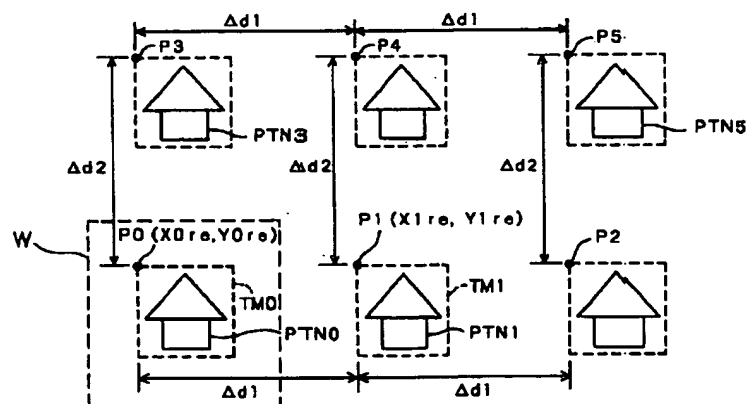 Δd1 Δd1
P3 P4 P5
PTN3 PTN5
Δd2 Δd2 Δd2
W P0 (X0re, Y0re) P1 (X1re, Y1re) P2
TM0 TM1
PTN0 PTN1
Δd1 Δd1